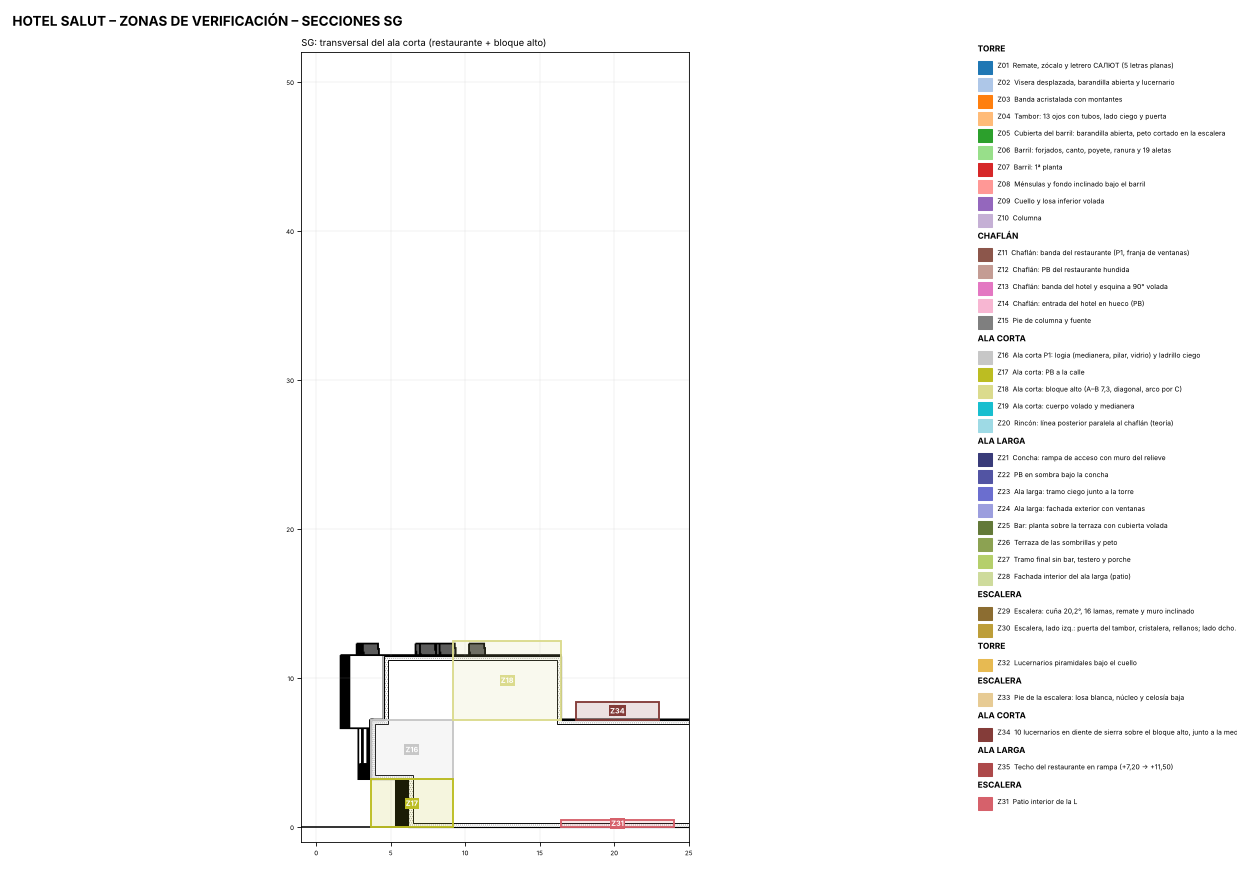 HOTEL SALUT – ZONAS DE VERIFICACIÓN – SECCIONES SG
SG: transversal del ala corta (restaurante + bloque alto)
50
40
30
20
10
0
0 5 10 15 20 25
Z18
Z34
Z16
Z17
Z31
TORRE
Z01 Remate, zócalo y letrero САЛЮТ (5 letras planas)
Z02 Visera desplazada, barandilla abierta y lucernario
Z03 Banda acristalada con montantes
Z04 Tambor: 13 ojos con tubos, lado ciego y puerta
Z05 Cubierta del barril: barandilla abierta, peto cortado en la escalera
Z06 Barril: forjados, canto, poyete, ranura y 19 aletas
Z07 Barril: 1ª planta
Z08 Ménsulas y fondo inclinado bajo el barril
Z09 Cuello y losa inferior volada
Z10 Columna
CHAFLÁN
Z11 Chaflán: banda del restaurante (P1, franja de ventanas)
Z12 Chaflán: PB del restaurante hundida
Z13 Chaflán: banda del hotel y esquina a 90° volada
Z14 Chaflán: entrada del hotel en hueco (PB)
Z15 Pie de columna y fuente
ALA CORTA
Z16 Ala corta P1: logia (medianera, pilar, vidrio) y ladrillo ciego
Z17 Ala corta: PB a la calle
Z18 Ala corta: bloque alto (A–B 7,3, diagonal, arco por C)
Z19 Ala corta: cuerpo volado y medianera
Z20 Rincón: línea posterior paralela al chaflán (teoría)
ALA LARGA
Z21 Concha: rampa de acceso con muro del relieve
Z22 PB en sombra bajo la concha
Z23 Ala larga: tramo ciego junto a la torre
Z24 Ala larga: fachada exterior con ventanas
Z25 Bar: planta sobre la terraza con cubierta volada
Z26 Terraza de las sombrillas y peto
Z27 Tramo final sin bar, testero y porche
Z28 Fachada interior del ala larga (patio)
ESCALERA
Z29 Escalera: cuña 20,2°, 16 lamas, remate y muro inclinado
Z30 Escalera, lado izq.: puerta del tambor, cristalera, rellanos; lado dcho.
TORRE
Z32 Lucernarios piramidales bajo el cuello
ESCALERA
Z33 Pie de la escalera: losa blanca, núcleo y celosía baja
ALA CORTA
Z34 10 lucernarios en diente de sierra sobre el bloque alto, junto a la med
ALA LARGA
Z35 Techo del restaurante en rampa (+7,20 → +11,50)
ESCALERA
Z31 Patio interior de la L